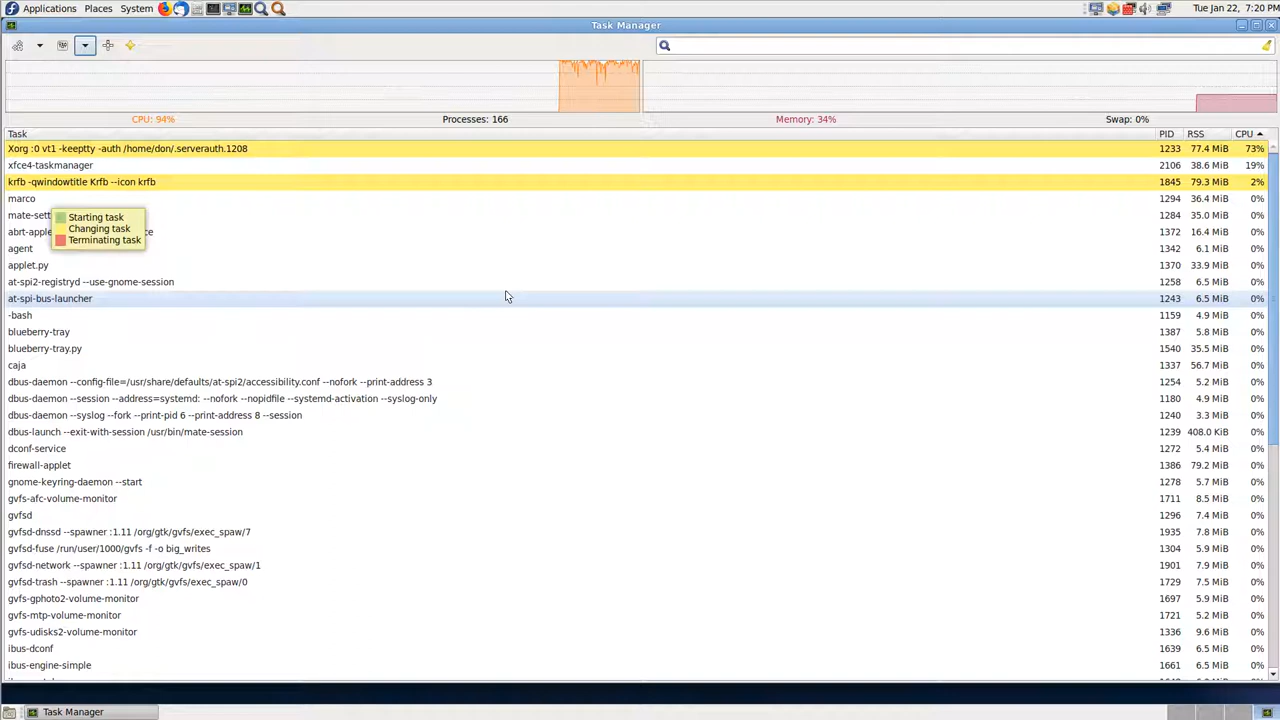 Applications Places System Tue Jan 22, 7:20 PM
Task Manager
CPU: 94% Processes: 166 Memory: 34% Swap: 0%
Task PID RSS CPU
Xorg :0 vt1 -keeptty -auth /home/don/.serverauth.1208 1233 77.4 MiB 73%
xfce4-taskmanager 2106 38.6 MiB 19%
krfb -qwindowtitle Krfb --icon krfb 1845 79.3 MiB 2%
marco 1294 36.4 MiB 0%
mate-sett 1284 35.0 MiB 0%
Starting task
Changing task
Terminating task
abrt-apple ce 1372 16.4 MiB 0%
agent 1342 6.1 MiB 0%
applet.py 1370 33.9 MiB 0%
at-spi2-registryd --use-gnome-session 1258 6.5 MiB 0%
at-spi-bus-launcher 1243 6.5 MiB 0%
-bash 1159 4.9 MiB 0%
blueberry-tray 1387 5.8 MiB 0%
blueberry-tray.py 1540 35.5 MiB 0%
caja 1337 56.7 MiB 0%
dbus-daemon --config-file=/usr/share/defaults/at-spi2/accessibility.conf --nofork --print-address 3 1254 5.2 MiB 0%
dbus-daemon --session --address=systemd: --nofork --nopidfile --systemd-activation --syslog-only 1180 4.9 MiB 0%
dbus-daemon --syslog --fork --print-pid 6 --print-address 8 --session 1240 3.3 MiB 0%
dbus-launch --exit-with-session /usr/bin/mate-session 1239 408.0 KiB 0%
dconf-service 1272 5.4 MiB 0%
firewall-applet 1386 79.2 MiB 0%
gnome-keyring-daemon --start 1278 5.7 MiB 0%
gvfs-afc-volume-monitor 1711 8.5 MiB 0%
gvfsd 1296 7.4 MiB 0%
gvfsd-dnssd --spawner :1.11 /org/gtk/gvfs/exec_spaw/7 1935 7.8 MiB 0%
gvfsd-fuse /run/user/1000/gvfs -f -o big_writes 1304 5.9 MiB 0%
gvfsd-network --spawner :1.11 /org/gtk/gvfs/exec_spaw/1 1901 7.9 MiB 0%
gvfsd-trash --spawner :1.11 /org/gtk/gvfs/exec_spaw/0 1729 7.5 MiB 0%
gvfs-gphoto2-volume-monitor 1697 5.9 MiB 0%
gvfs-mtp-volume-monitor 1721 5.2 MiB 0%
gvfs-udisks2-volume-monitor 1336 9.6 MiB 0%
ibus-dconf 1639 6.5 MiB 0%
ibus-engine-simple 1661 6.5 MiB 0%
Task Manager